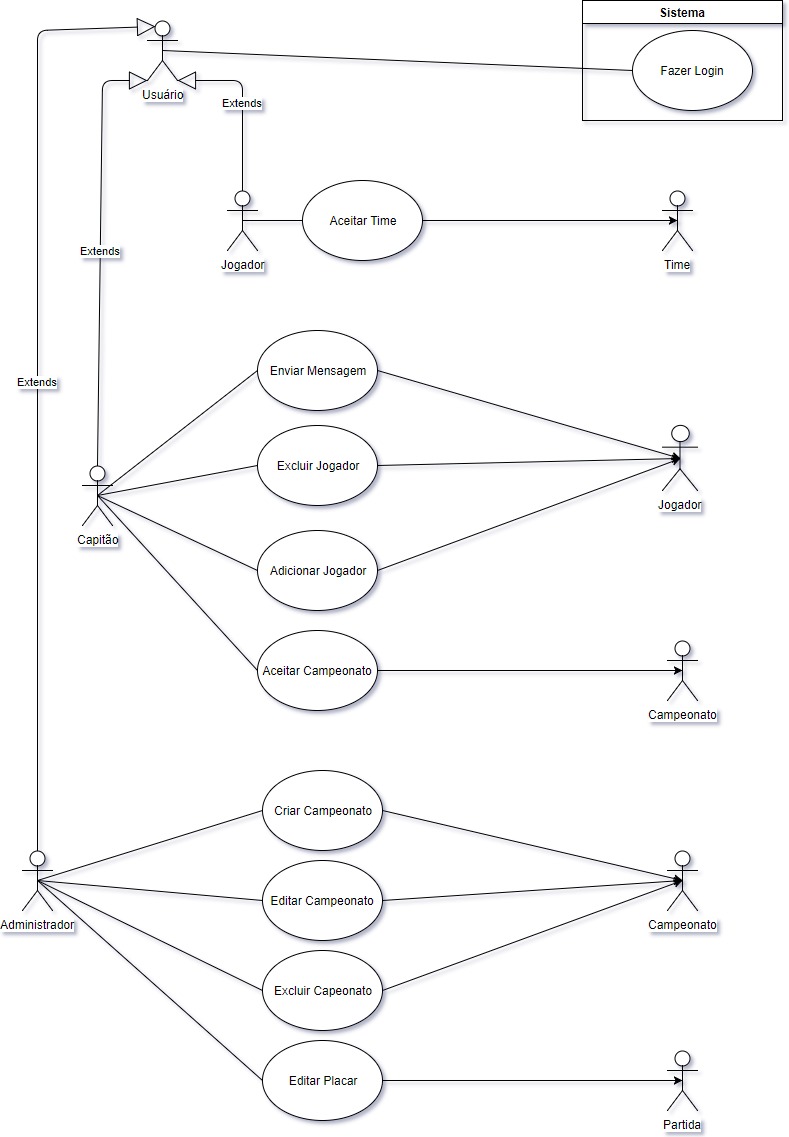 Sistema
Fazer Login
Usuário
Extends
Aceitar Time
Jogador
Time
Extends
Enviar Mensagem
Extends
Excluir Jogador
Jogador
Capitão
Adicionar Jogador
Aceitar Campeonato
Campeonato
Criar Campeonato
Editar Campeonato
Administrador
Campeonato
Excluir Capeonato
Editar Placar
Partida